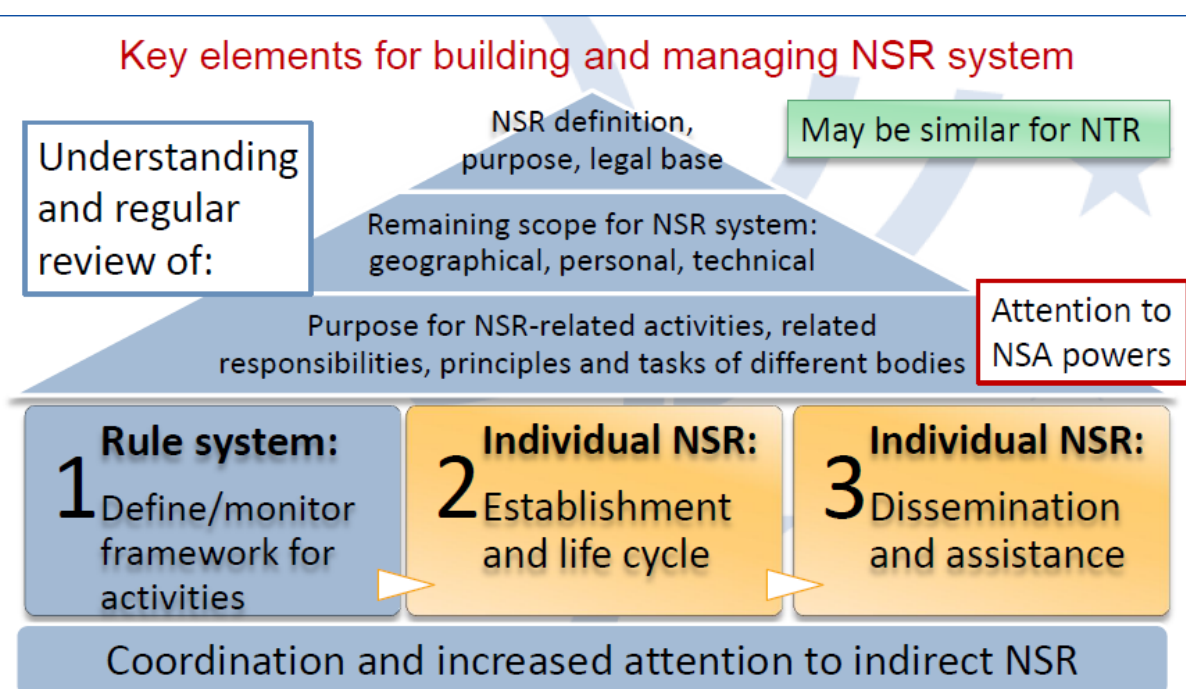 Key elements for building and managing NSR system
NSR definition,
purpose, legal base
May be similar for NTR
Understanding
and regular
review of:
Remaining scope for NSR system:
geographical, personal, technical
Purpose for NSR-related activities, related
responsibilities, principles and tasks of different bodies
Attention to
NSA powers
1
Rule system:
Define/monitor
framework for
activities
2
Individual NSR:
Establishment
and life cycle
3
Individual NSR:
Dissemination
and assistance
Coordination and increased attention to indirect NSR